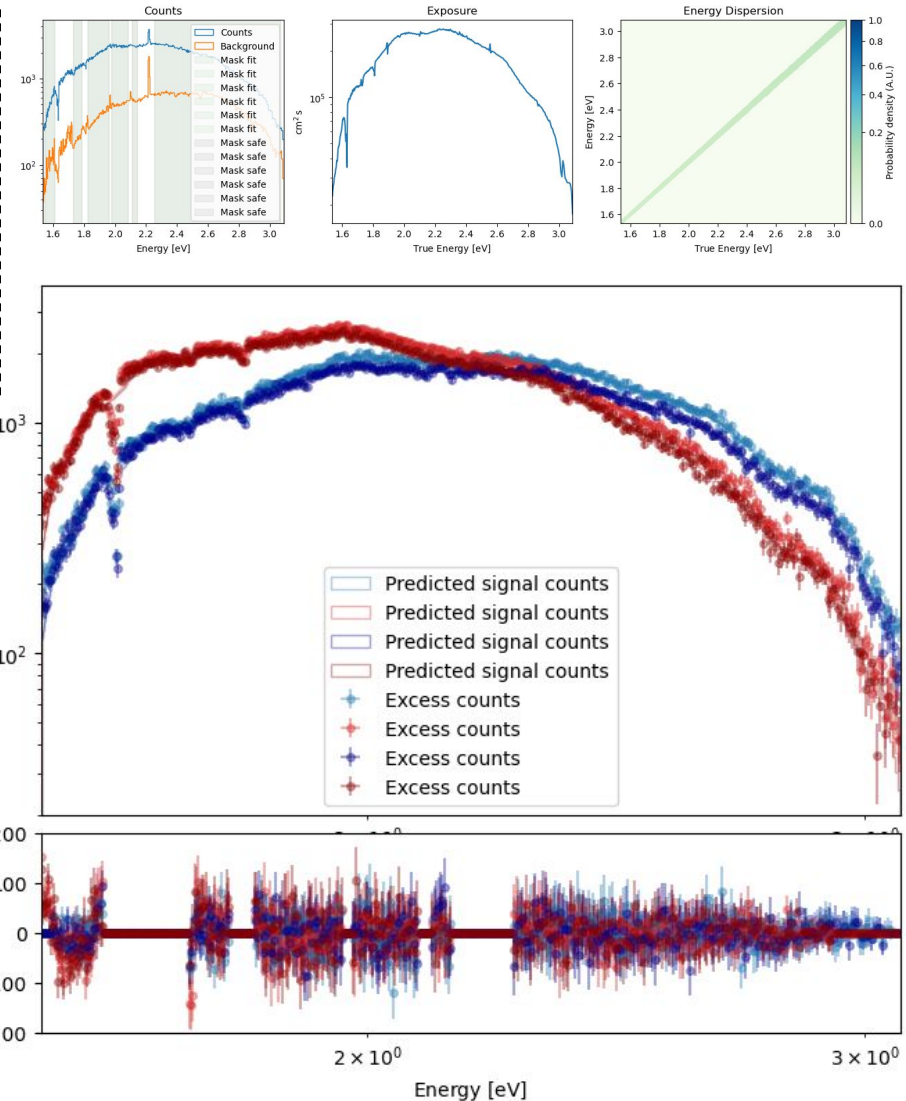 Counts
Exposure
Energy Dispersion
Counts
Background
Mask fit
Mask fit
Mask fit
Mask fit
Mask fit
Mask fit
Mask safe
Mask safe
Mask safe
Mask safe
Mask safe
Mask safe
10³
10²
1.6 1.8 2.0 2.2 2.4 2.6 2.8 3.0
Energy [eV]
cm² s
10⁵
1.6 1.8 2.0 2.2 2.4 2.6 2.8 3.0
True Energy [eV]
Energy [eV]
3.0
2.8
2.6
2.4
2.2
2.0
1.8
1.6
1.6 1.8 2.0 2.2 2.4 2.6 2.8 3.0
True Energy [eV]
1.0
0.8
0.6
0.4
0.2
0.0
Probability density (A.U.)
10³
10²
Predicted signal counts
Predicted signal counts
Predicted signal counts
Predicted signal counts
Excess counts
Excess counts
Excess counts
Excess counts
0
2 × 10⁰
3 × 10⁰
Energy [eV]